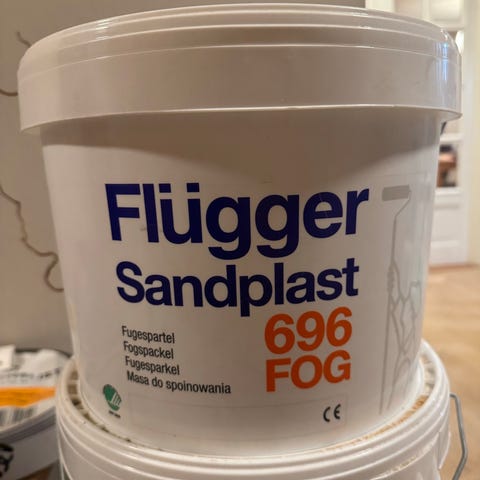 Flügger
Sandplast
696
FOG
Fugespartel
Fogspackel
Fugesparkel
Masa do spoinowania
CE